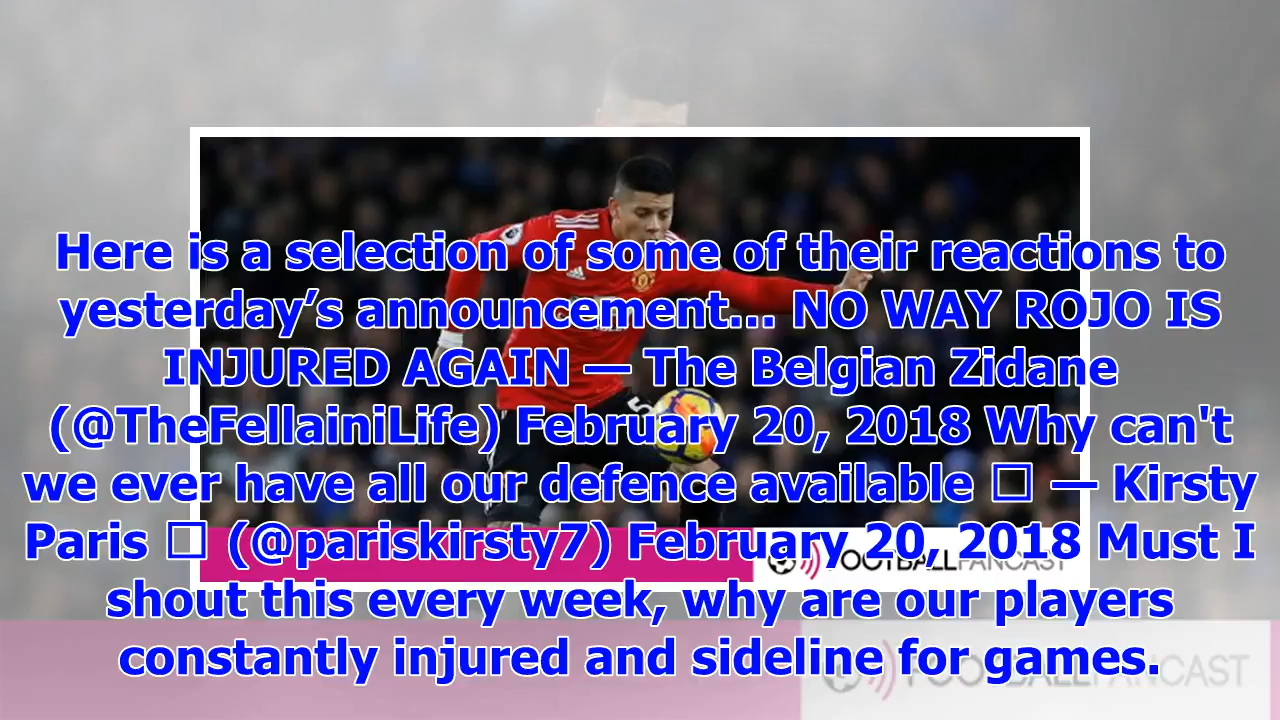 Here is a selection of some of their reactions to
yesterday’s announcement... NO WAY ROJO IS
INJURED AGAIN — The Belgian Zidane
(@TheFellainiLife) February 20, 2018 Why can't
we ever have all our defence available □ — Kirsty
Paris □ (@pariskirsty7) February 20, 2018 Must I
shout this every week, why are our players
constantly injured and sideline for games.
FOOTBALLFANCAST
FOOTBALLFANCAST